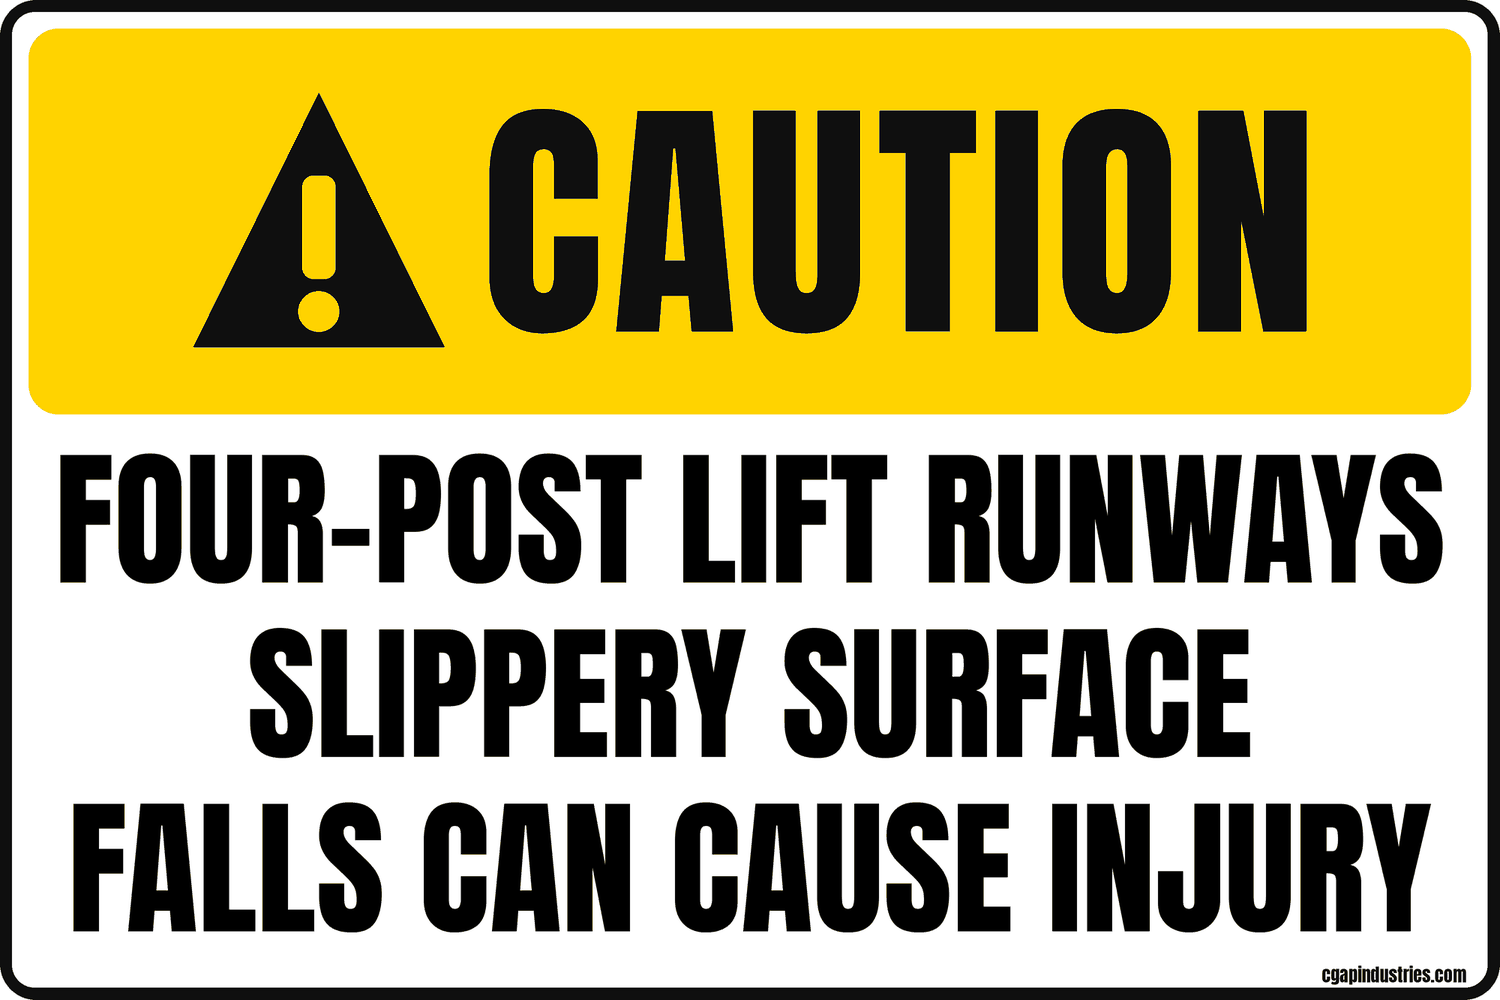 CAUTION
FOUR-POST LIFT RUNWAYS
SLIPPERY SURFACE
FALLS CAN CAUSE INJURY
cgapindustries.com